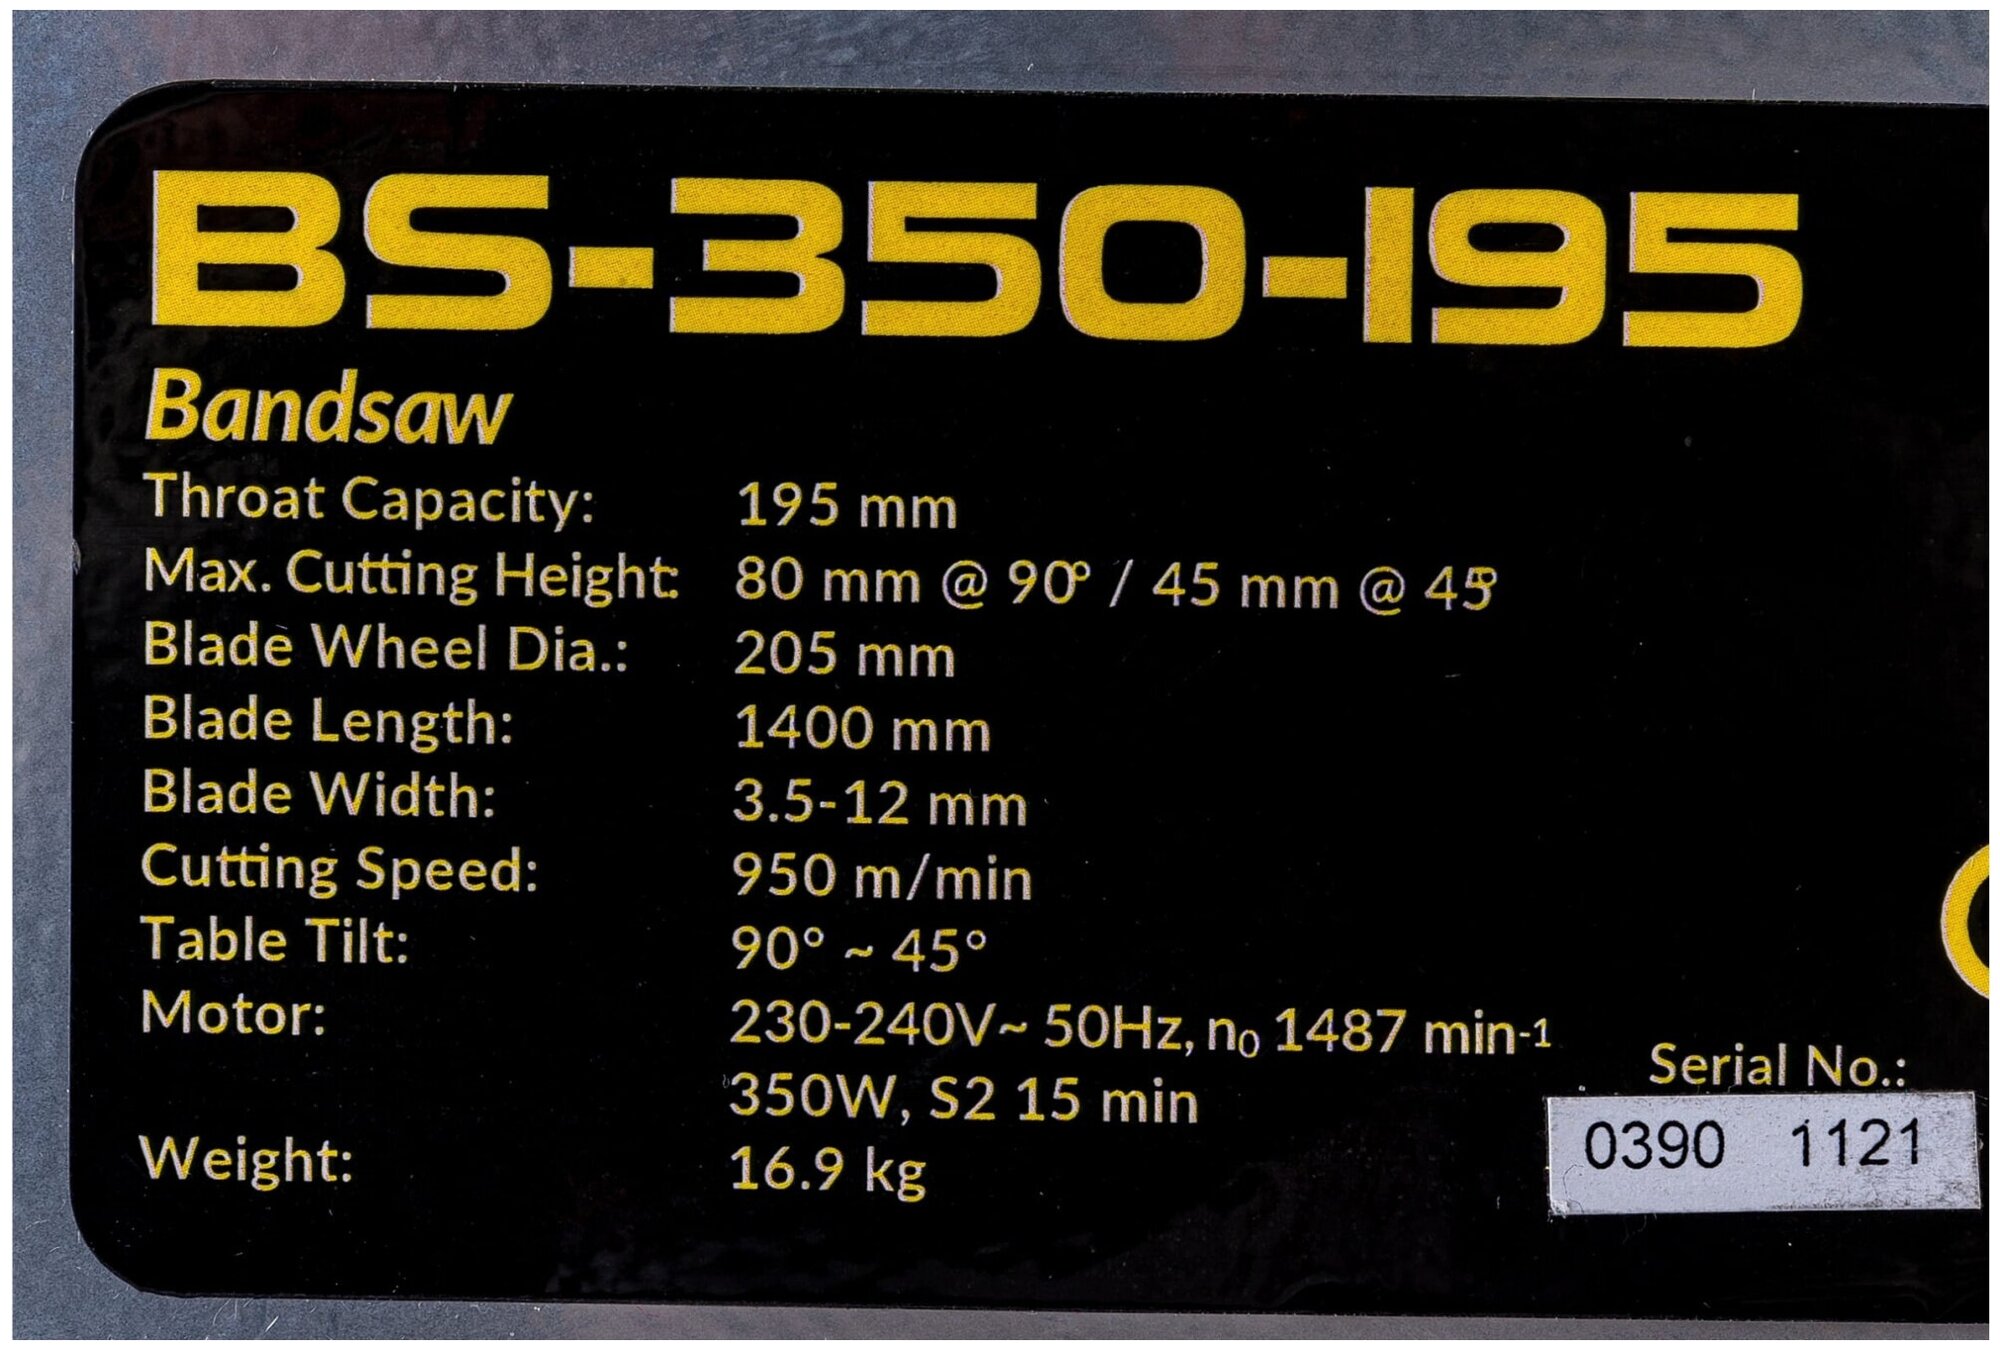 BS-350-195
Bandsaw
Throat Capacity: 195 mm
Max. Cutting Height: 80 mm @ 90° / 45 mm @ 45°
Blade Wheel Dia.: 205 mm
Blade Length: 1400 mm
Blade Width: 3.5-12 mm
Cutting Speed: 950 m/min
Table Tilt: 90° ~ 45°
Motor: 230-240V~ 50Hz, n₀ 1487 min-1
350W, S2 15 min
Weight: 16.9 kg
Serial No.:
0390 1121